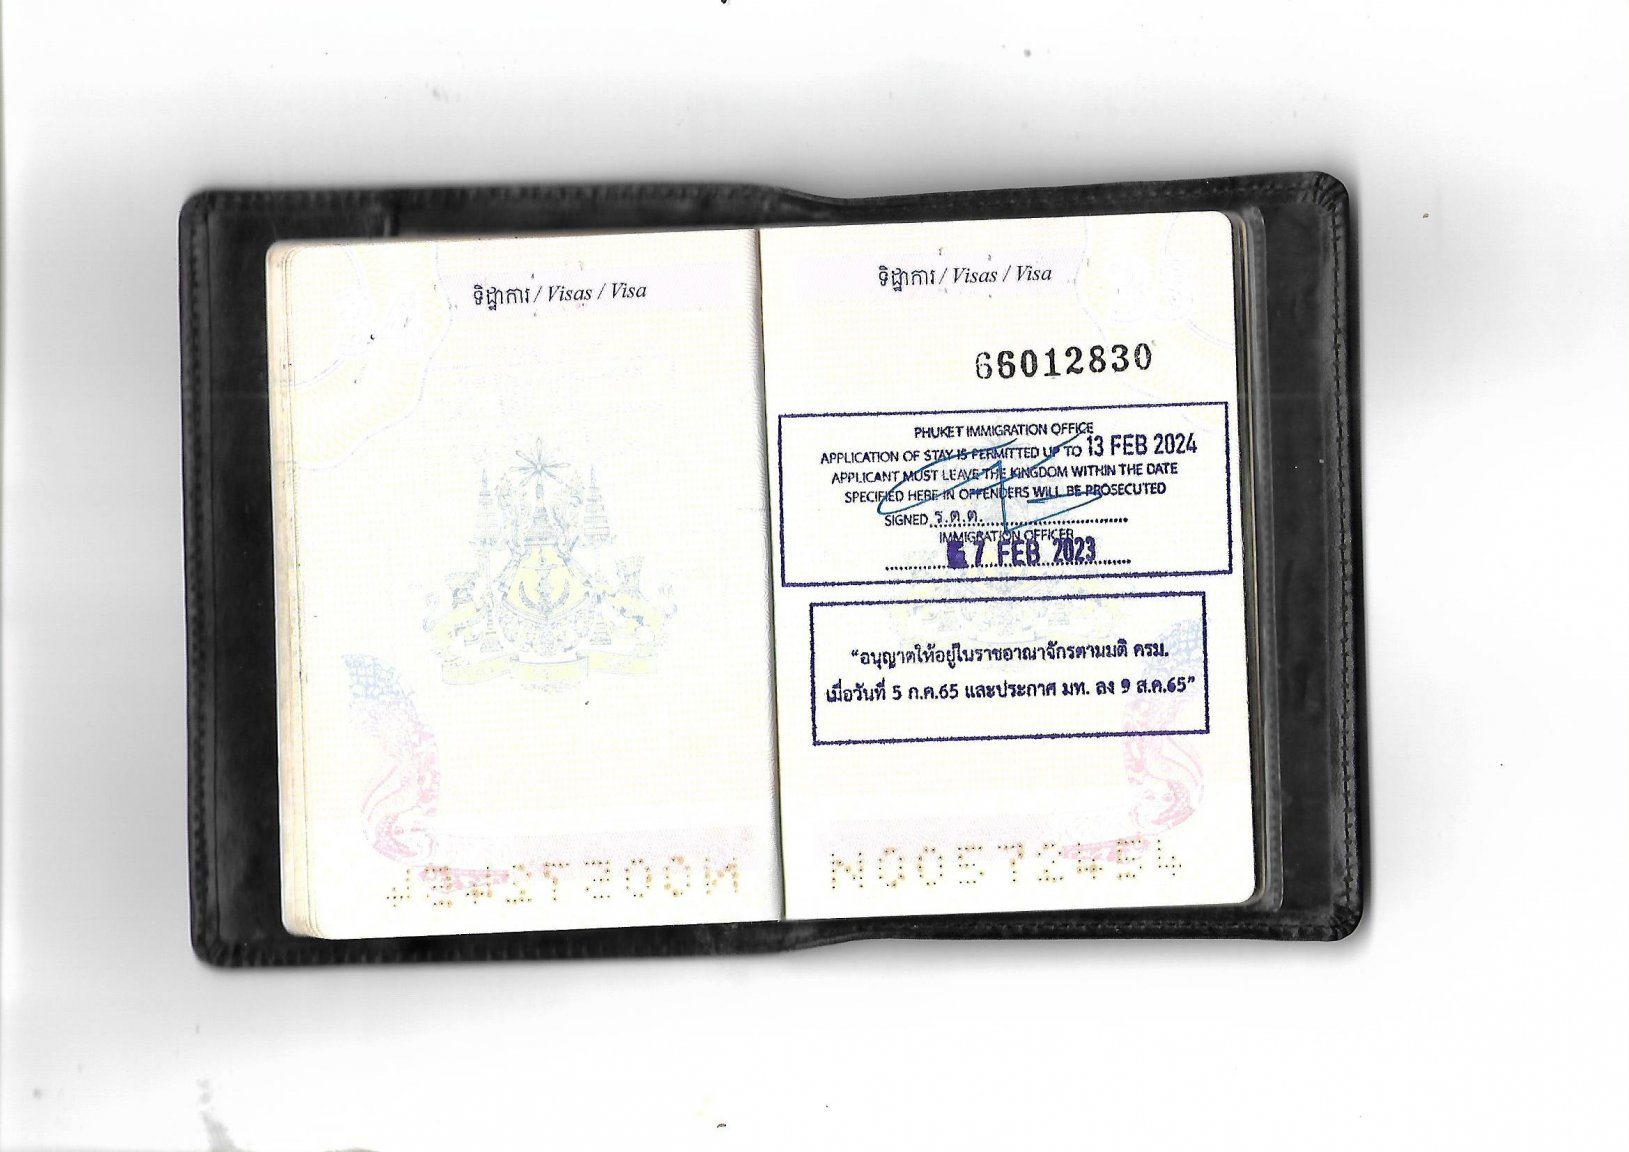 ទិដ្ឋាការ / Visas / Visa
ទិដ្ឋាការ / Visas / Visa
66012830
PHUKET IMMIGRATION OFFICE
APPLICATION OF STAY IS PERMITTED UP TO 13 FEB 2024
APPLICANT MUST LEAVE THE KINGDOM WITHIN THE DATE
SPECIFIED HERE IN OFFENDERS WILL BE PROSECUTED
SIGNED ร.ต.ต.
IMMIGRATION OFFICER
7 FEB 2023
“อนุญาตให้อยู่ในราชอาณาจักรตามมติ ครม.
เมื่อวันที่ 5 ก.ค.65 และประกาศ มท. ลง 9 ส.ค.65”
N00572454